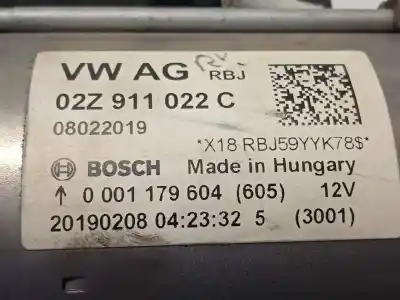 VW AG RBJ
02Z 911 022 C
08022019
*X18 RBJ59YYK78$*
BOSCH Made in Hungary
↑ 0 001 179 604 (605) 12V
20190208 04:23:32 5 (3001)